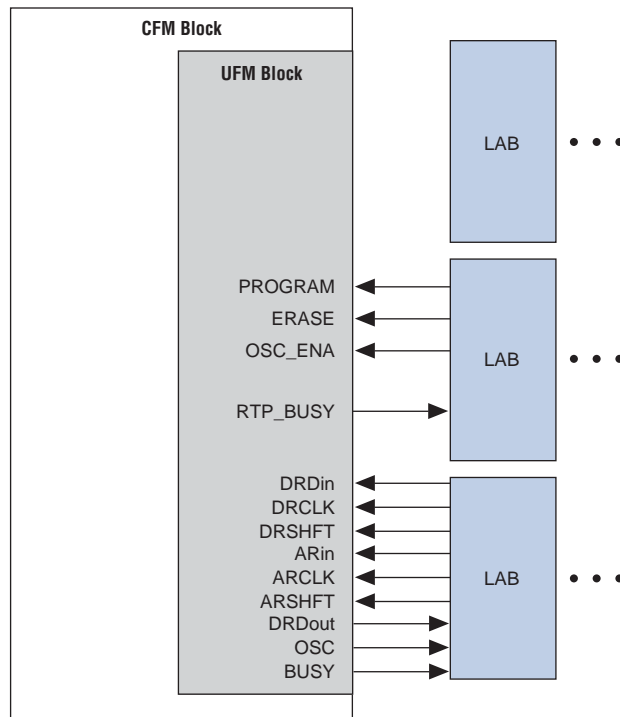 CFM Block
UFM Block
LAB
PROGRAM
ERASE
OSC_ENA
LAB
RTP_BUSY
DRDin
DRCLK
DRSHFT
ARin
ARCLK
LAB
ARSHFT
DRDout
OSC
BUSY